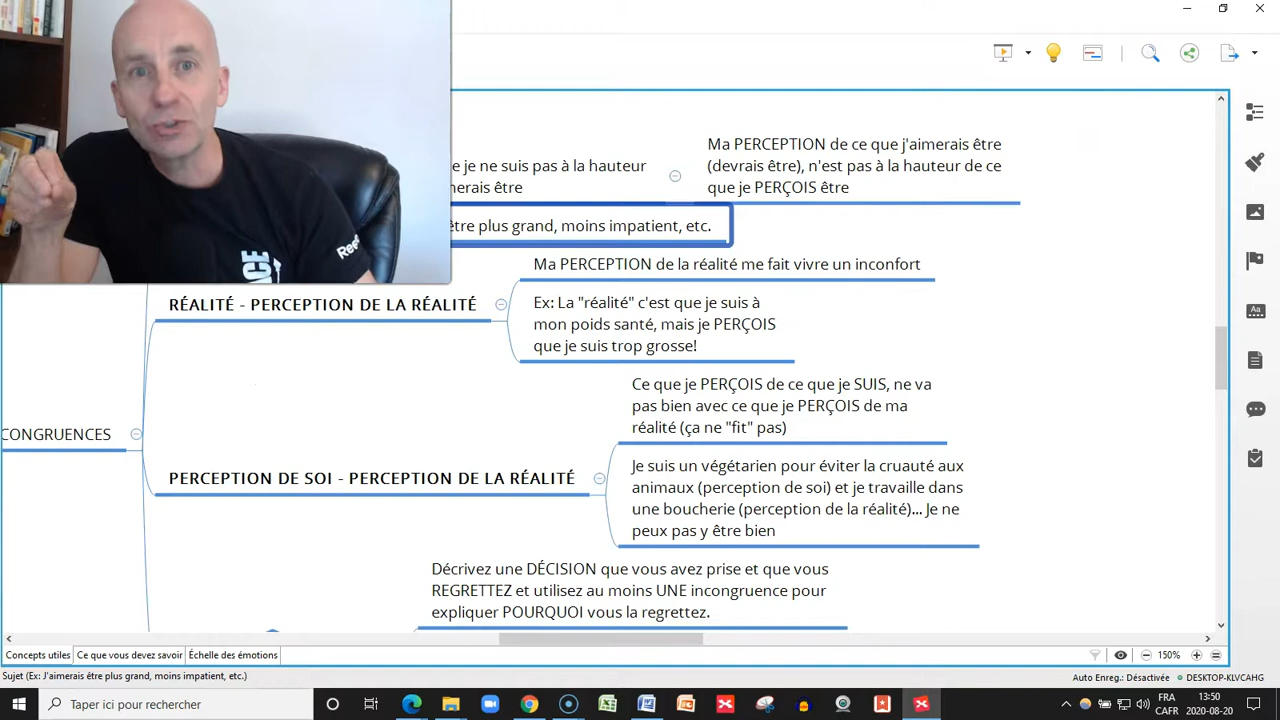 Ma PERCEPTION de ce que j'aimerais être
(devrais être), n'est pas à la hauteur de ce
que je PERÇOIS être
e je ne suis pas à la hauteur
nerais être
être plus grand, moins impatient, etc.
Ma PERCEPTION de la réalité me fait vivre un inconfort
RÉALITÉ - PERCEPTION DE LA RÉALITÉ
Ex: La "réalité" c'est que je suis à
mon poids santé, mais je PERÇOIS
que je suis trop grosse!
CONGRUENCES
Ce que je PERÇOIS de ce que je SUIS, ne va
pas bien avec ce que je PERÇOIS de ma
réalité (ça ne "fit" pas)
PERCEPTION DE SOI - PERCEPTION DE LA RÉALITÉ
Je suis un végétarien pour éviter la cruauté aux
animaux (perception de soi) et je travaille dans
une boucherie (perception de la réalité)... Je ne
peux pas y être bien
Décrivez une DÉCISION que vous avez prise et que vous
REGRETTEZ et utilisez au moins UNE incongruence pour
expliquer POURQUOI vous la regrettez.
Concepts utiles Ce que vous devez savoir Échelle des émotions
150%
Sujet (Ex: J'aimerais être plus grand, moins impatient, etc.)
Auto Enreg.: Désactivée DESKTOP-KLVCAHG
Taper ici pour rechercher
FRA
CAFR
13:50
2020-08-20